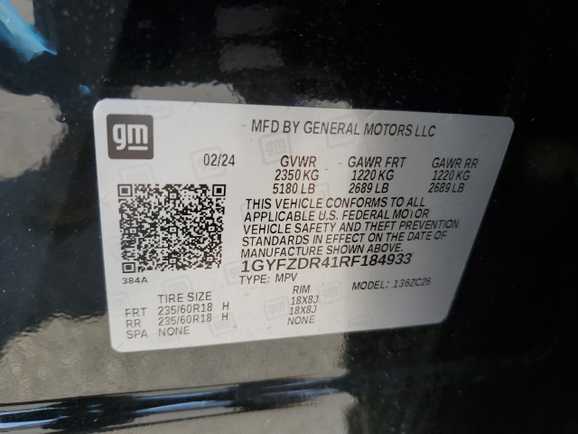 gm
MFD BY GENERAL MOTORS LLC
02/24 GVWR GAWR FRT GAWR RR
2350 KG 1220 KG 1220 KG
5180 LB 2689 LB 2689 LB
THIS VEHICLE CONFORMS TO ALL
APPLICABLE U.S. FEDERAL MOTOR
VEHICLE SAFETY AND THEFT PREVENTION
STANDARDS IN EFFECT ON THE DATE OF
MANUFACTURE SHOWN ABOVE.
1GYFZDR41RF184933
384A
TYPE: MPV MODEL: 136ZC26
TIRE SIZE RIM
FRT 235/60R18 H 18X8J
RR 235/60R18 H 18X8J
SPA NONE NONE